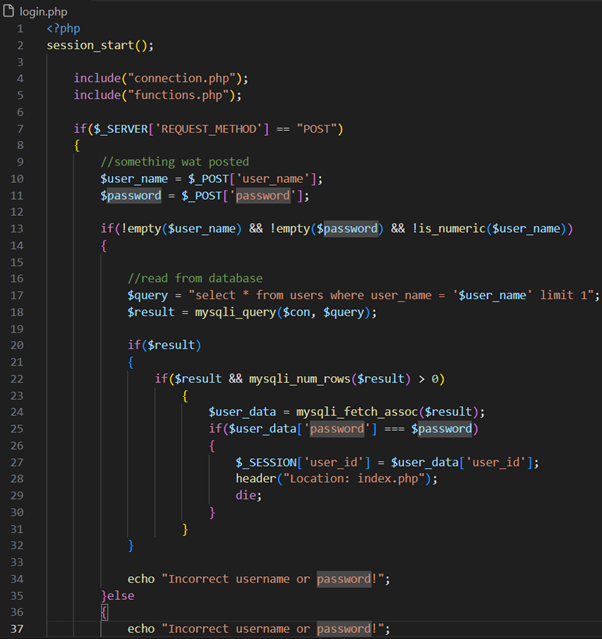 login.php
1 <?php
2 session_start();
3
4 include("connection.php");
5 include("functions.php");
6
7 if($_SERVER['REQUEST_METHOD'] == "POST")
8 {
9 //something wat posted
10 $user_name = $_POST['user_name'];
11 $password = $_POST['password'];
12
13 if(!empty($user_name) && !empty($password) && !is_numeric($user_name))
14 {
15
16 //read from database
17 $query = "select * from users where user_name = '$user_name' limit 1";
18 $result = mysqli_query($con, $query);
19
20 if($result)
21 {
22 if($result && mysqli_num_rows($result) > 0)
23 {
24 $user_data = mysqli_fetch_assoc($result);
25 if($user_data['password'] === $password)
26 {
27 $_SESSION['user_id'] = $user_data['user_id'];
28 header("Location: index.php");
29 die;
30 }
31 }
32 }
33
34 echo "Incorrect username or password!";
35 }else
36 {
37 echo "Incorrect username or password!";